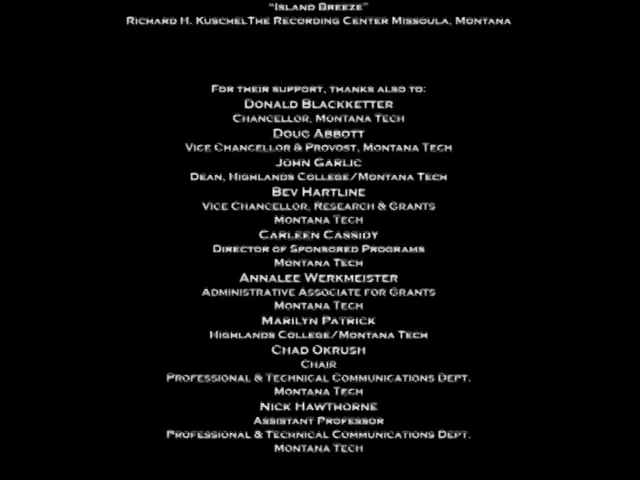 “Island Breeze”
Richard H. KuschelThe Recording Center Missoula, Montana
For their support, thanks also to:
Donald Blackketter
Chancellor, Montana Tech
Doug Abbott
Vice Chancellor & Provost, Montana Tech
John Garlic
Dean, Highlands College/Montana Tech
Bev Hartline
Vice Chancellor, Research & Grants
Montana Tech
Carleen Cassidy
Director of Sponsored Programs
Montana Tech
Annalee Werkmeister
Administrative Associate for Grants
Montana Tech
Marilyn Patrick
Highlands College/Montana Tech
Chad Okrush
Chair
Professional & Technical Communications Dept.
Montana Tech
Nick Hawthorne
Assistant Professor
Professional & Technical Communications Dept.
Montana Tech